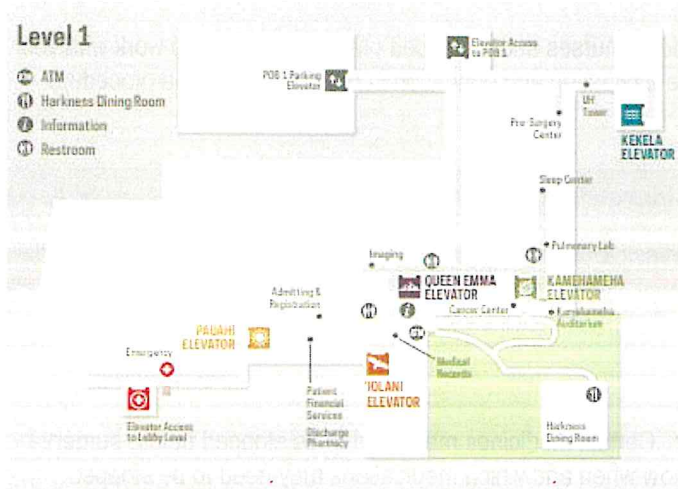 Level 1
ATM
Harkness Dining Room
Information
Restroom
Elevator Access
to POB 1
POB 1 Parking
Elevator
UH
Tower
Pre-Surgery
Center
KEKELA
ELEVATOR
Sleep Center
Pulmonary Lab
Imaging
QUEEN EMMA
ELEVATOR
KAMEHAMEHA
ELEVATOR
Admitting &
Registration
Cancer Center
Kamehameha
Auditorium
PAUAHI
ELEVATOR
Emergency
Medical
Records
'IOLANI
ELEVATOR
Patient
Financial
Services
Discharge
Pharmacy
Elevator Access
to Lobby Level
Harkness
Dining Room